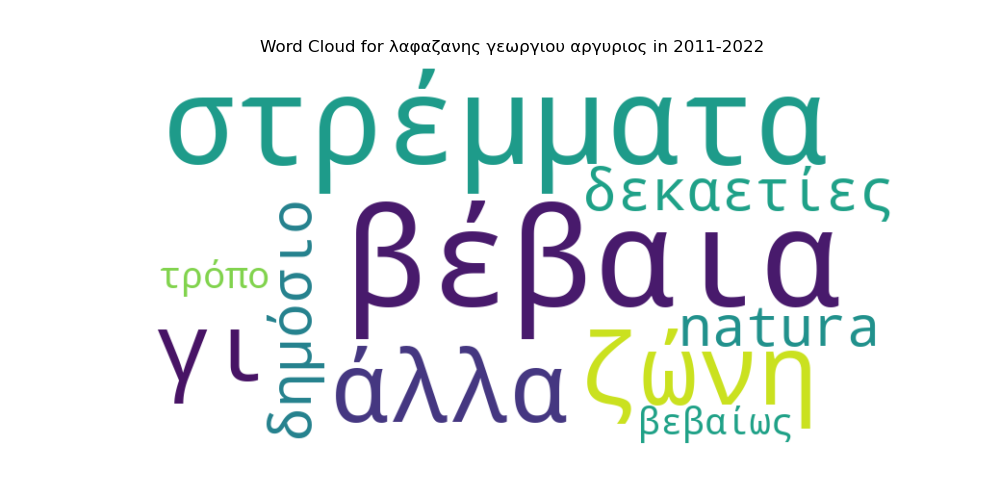 Word Cloud for λαφαζανης γεωργιου αργυριος in 2011-2022
στρέμματα
δεκαετίες
βέβαια
δημόσιο
τρόπο
natura
γι
άλλα
ζώνη
βεβαίως